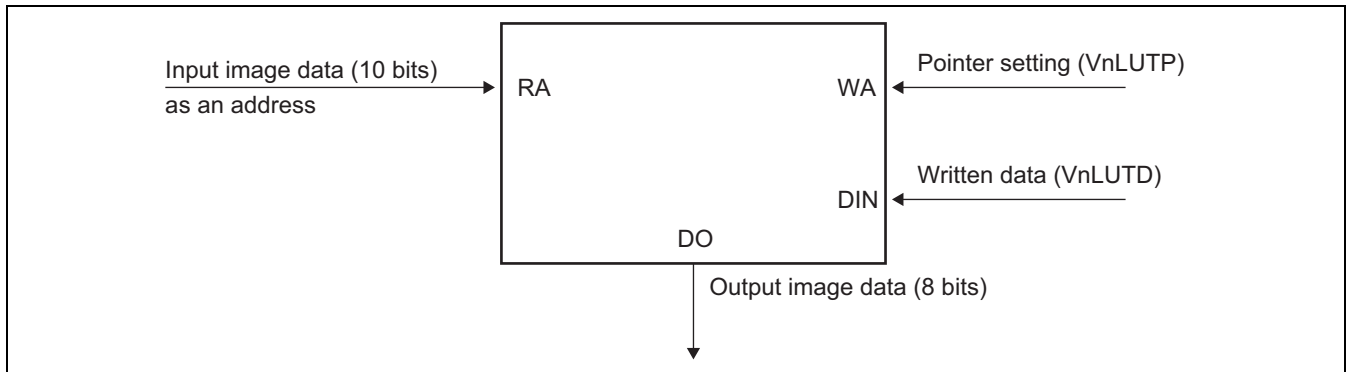 Input image data (10 bits)
as an address
RA
WA
Pointer setting (VnLUTP)
DIN
Written data (VnLUTD)
DO
Output image data (8 bits)